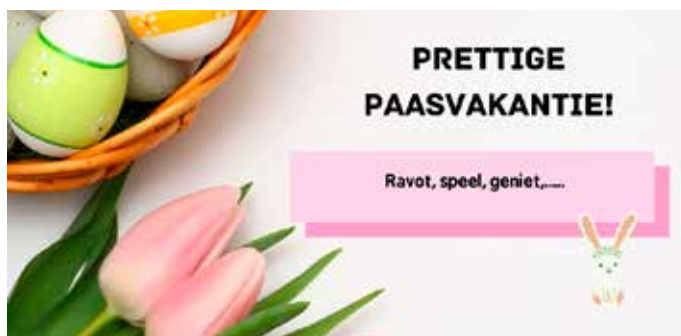 PRETTIGE
PAASVAKANTIE!
Ravot, speel, geniet,.....